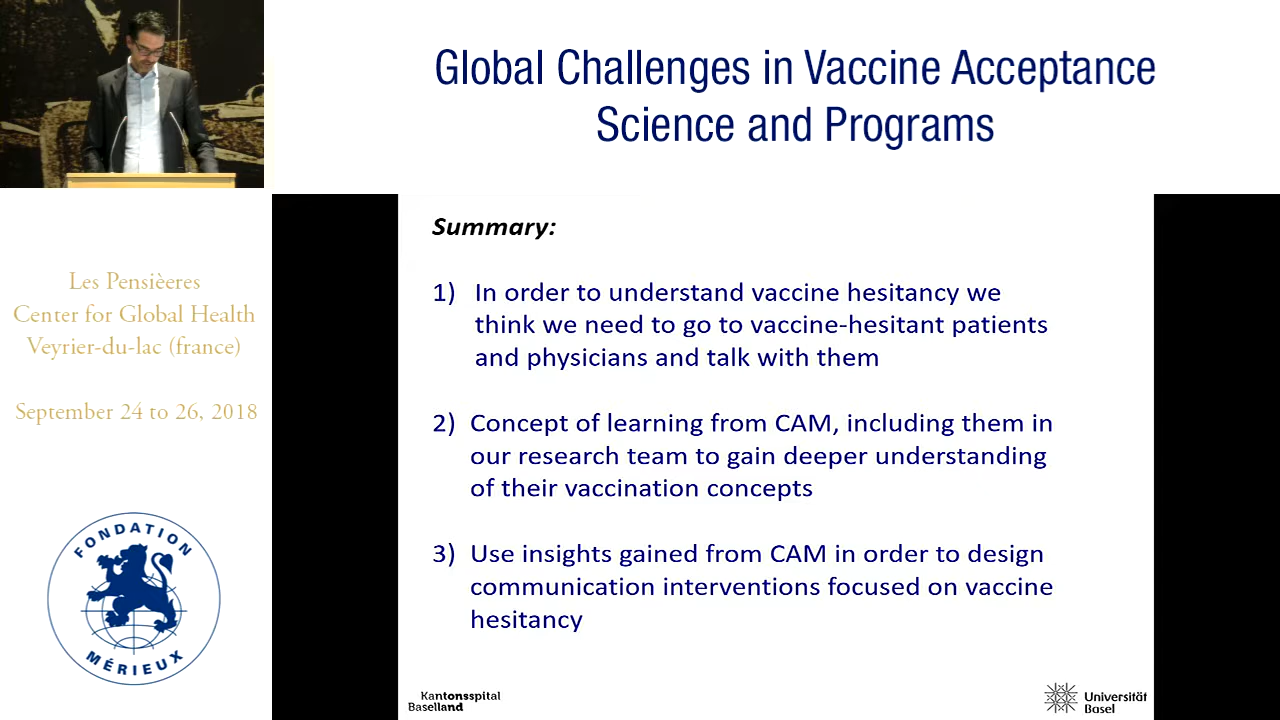 Global Challenges in Vaccine Acceptance
Science and Programs
Les Pensièeres
Center for Global Health
Veyrier-du-lac (france)
September 24 to 26, 2018
FONDATION
MÉRIEUX
Summary:
1) In order to understand vaccine hesitancy we
think we need to go to vaccine-hesitant patients
and physicians and talk with them
2) Concept of learning from CAM, including them in
our research team to gain deeper understanding
of their vaccination concepts
3) Use insights gained from CAM in order to design
communication interventions focused on vaccine
hesitancy
Kantonsspital
Baselland
Universität
Basel